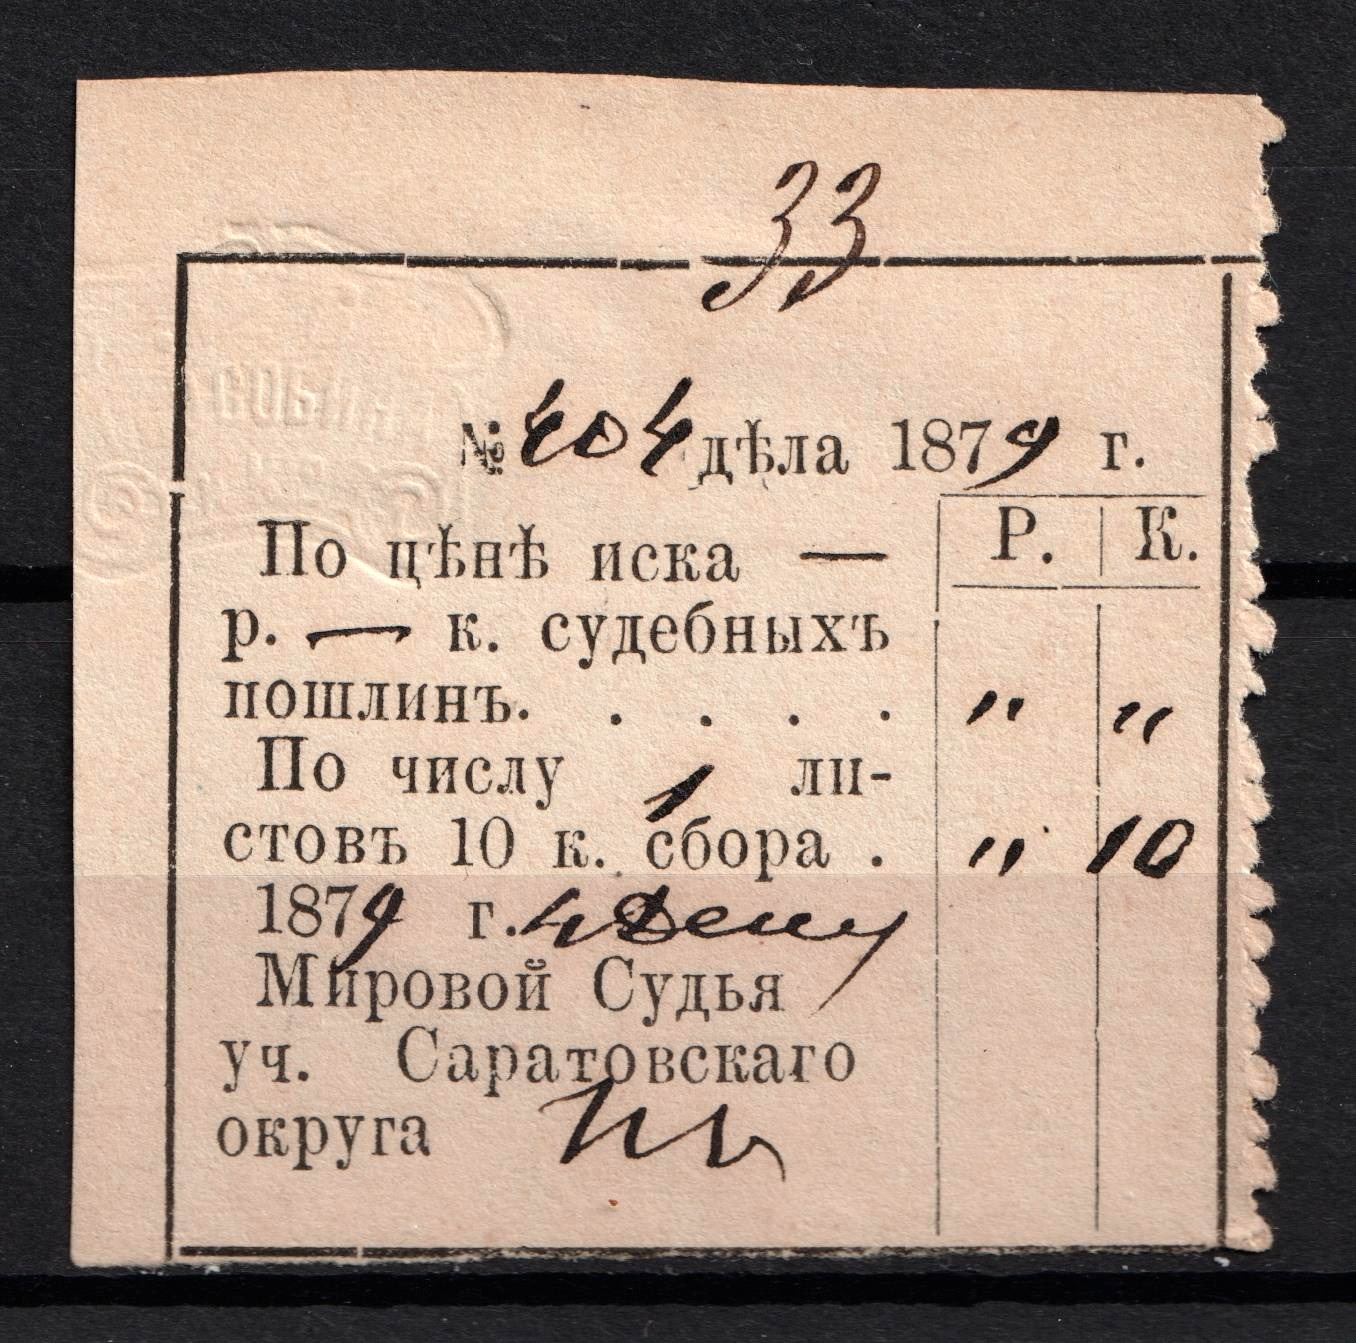 33
№ 404 дѣла 1879 г.
Р. К.
По цѣнѣ иска —
р. — к. судебныхъ
пошлинъ. . . . . " "
По числу 1 ли-
стовъ 10 к. сбора . " 10
1879 г. 4
Мировой Судья
уч. Саратовскаго
округа